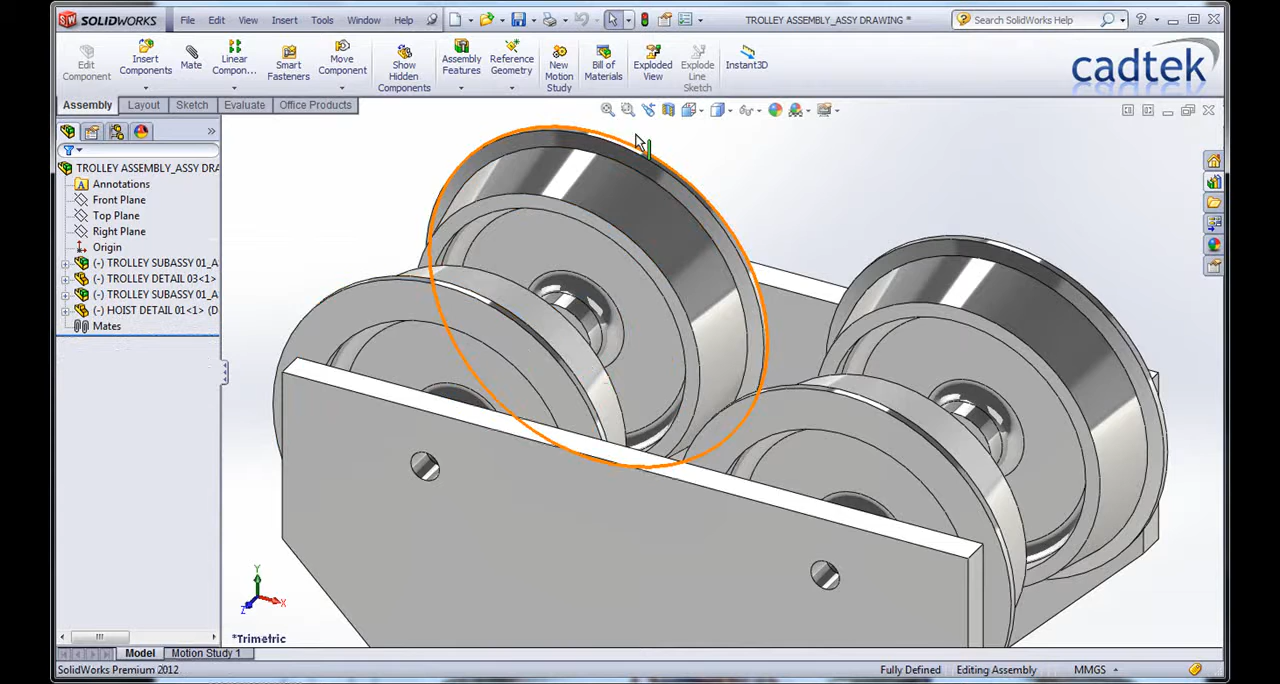 SOLIDWORKS File Edit View Insert Tools Window Help TROLLEY ASSEMBLY_ASSY DRAWING * Search SolidWorks Help
Edit Component
Insert Components
Mate
Linear Compon...
Smart Fasteners
Move Component
Show Hidden Components
Assembly Features
Reference Geometry
New Motion Study
Bill of Materials
Exploded View
Explode Line Sketch
Instant3D
cadtek
Assembly Layout Sketch Evaluate Office Products
TROLLEY ASSEMBLY_ASSY DRA
Annotations
Front Plane
Top Plane
Right Plane
Origin
(-) TROLLEY SUBASSY 01_A
(-) TROLLEY DETAIL 03<1> (
(-) TROLLEY SUBASSY 01_A
(-) HOIST DETAIL 01<1> (D
Mates
Y
X
Z
*Trimetric
Model Motion Study 1
SolidWorks Premium 2012 Fully Defined Editing Assembly MMGS